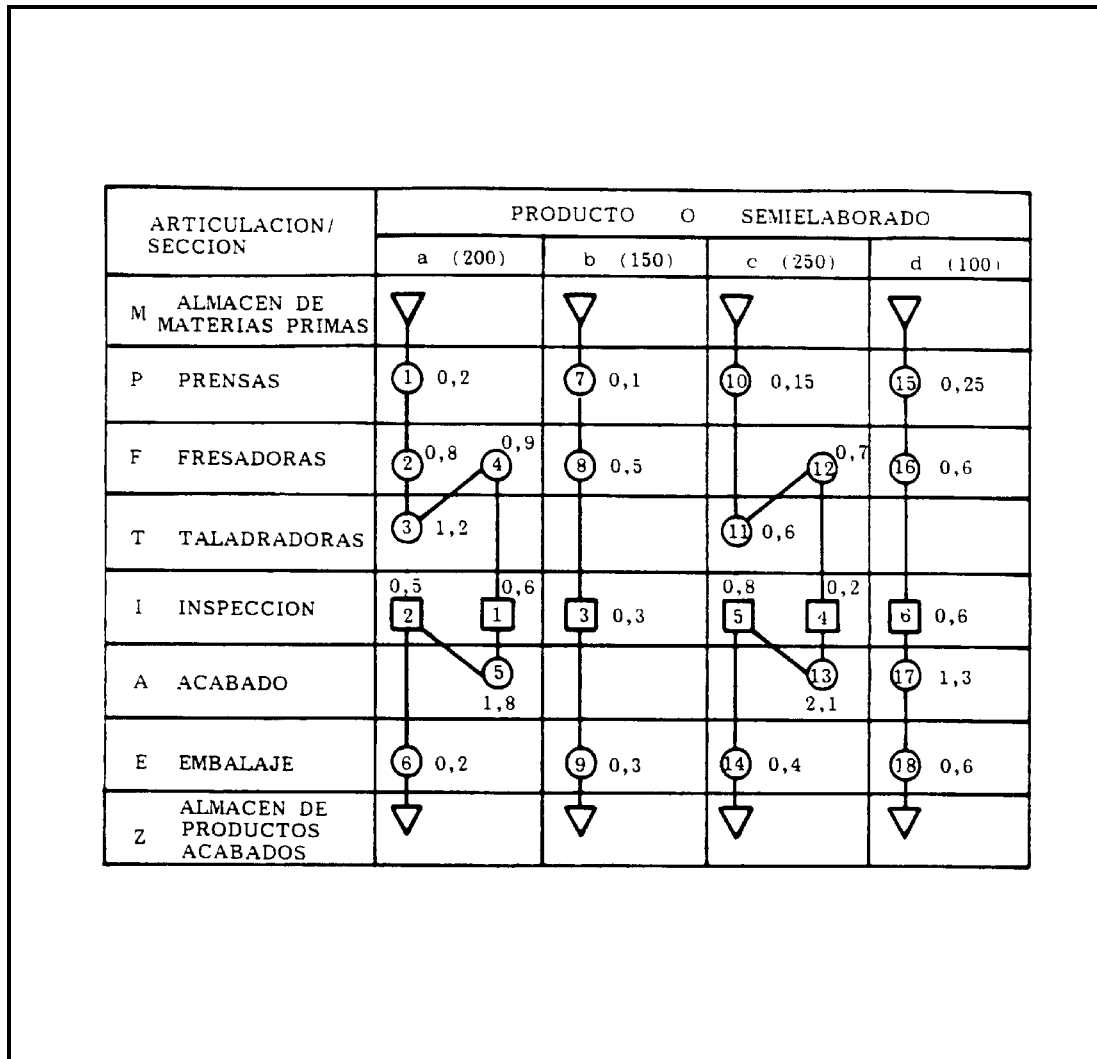 ARTICULACION/
SECCION
PRODUCTO O SEMIELABORADO
a (200) b (150) c (250) d (100)
M ALMACEN DE
MATERIAS PRIMAS
P PRENSAS 1 0,2 7 0,1 10 0,15 15 0,25
0,9 0,7
F FRESADORAS 2 0,8 4 8 0,5 12 16 0,6
T TALADRADORAS 3 1,2 11 0,6
0,5 0,6 0,8 0,2
I INSPECCION 2 1 3 0,3 5 4 6 0,6
A ACABADO 5 13 17 1,3
1,8 2,1
E EMBALAJE 6 0,2 9 0,3 14 0,4 18 0,6
Z ALMACEN DE
PRODUCTOS
ACABADOS